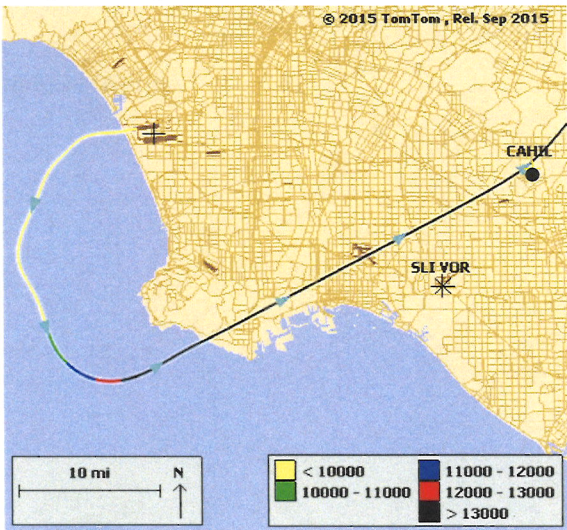 © 2015 TomTom, Rel. Sep 2015
CAHIL
SLI VOR
10 mi
N
< 10000
10000 - 11000
11000 - 12000
12000 - 13000
> 13000